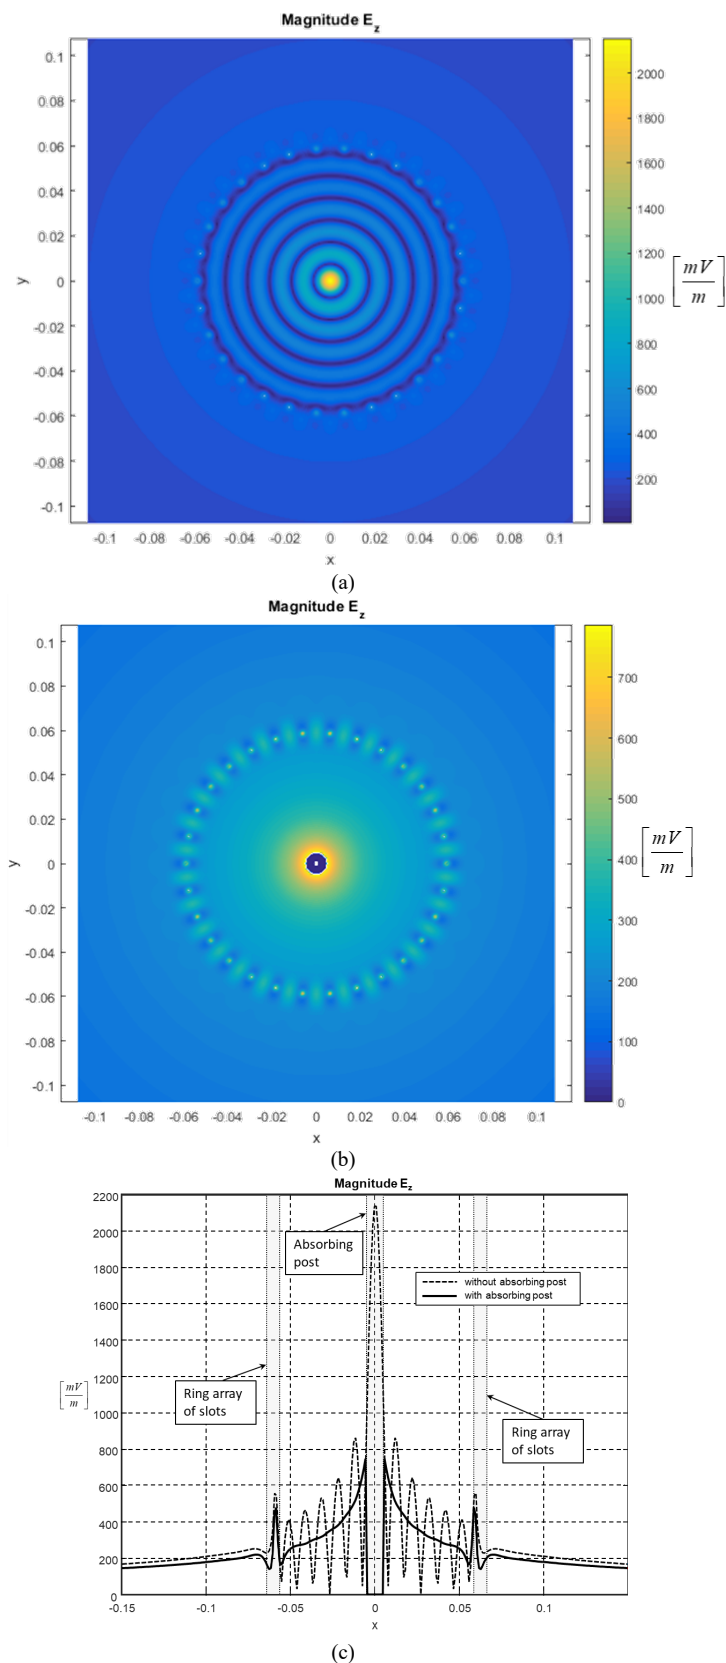 Magnitude E_z
0.1
0.08
0.06
0.04
0.02
0
-0.02
-0.04
-0.06
-0.08
-0.1
y
-0.1 -0.08 -0.06 -0.04 -0.02 0 0.02 0.04 0.06 0.08 0.1
x
2000
1800
1600
1400
1200
1000
800
600
400
200
[mV/m]
(a)
Magnitude E_z
0.1
0.08
0.06
0.04
0.02
0
-0.02
-0.04
-0.06
-0.08
-0.1
y
-0.1 -0.08 -0.06 -0.04 -0.02 0 0.02 0.04 0.06 0.08 0.1
x
700
600
500
400
300
200
100
0
[mV/m]
(b)
Magnitude E_z
2200
2000
1800
1600
1400
1200
1000
800
600
400
200
0
[mV/m]
Absorbing
post
without absorbing post
with absorbing post
Ring array
of slots
Ring array
of slots
-0.15 -0.1 -0.05 0 0.05 0.1
x
(c)